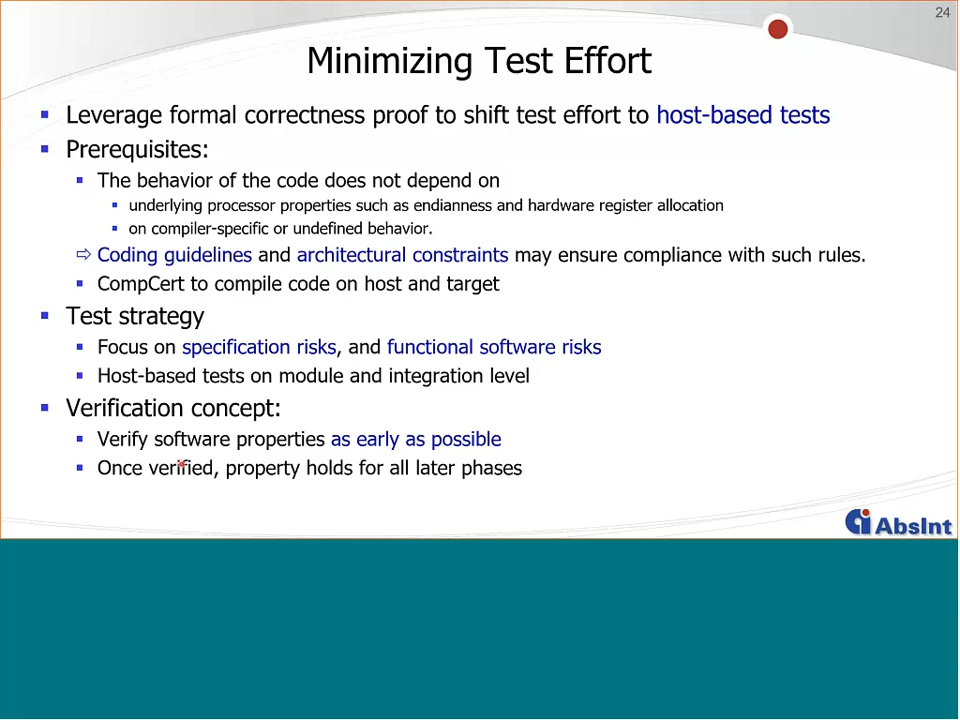 24
Minimizing Test Effort
Leverage formal correctness proof to shift test effort to host-based tests
Prerequisites:
The behavior of the code does not depend on
underlying processor properties such as endianness and hardware register allocation
on compiler-specific or undefined behavior.
⇨ Coding guidelines and architectural constraints may ensure compliance with such rules.
CompCert to compile code on host and target
Test strategy
Focus on specification risks, and functional software risks
Host-based tests on module and integration level
Verification concept:
Verify software properties as early as possible
Once verified, property holds for all later phases
AbsInt